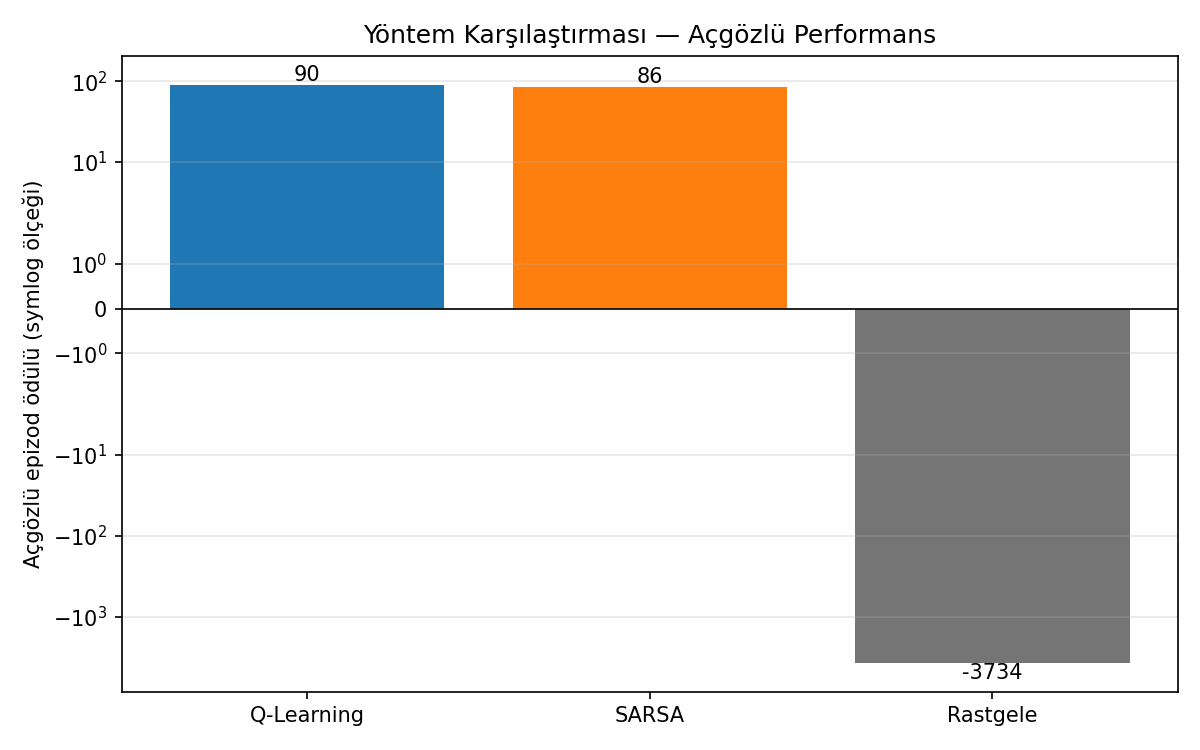 Yöntem Karşılaştırması — Açgözlü Performans
Açgözlü epizod ödülü (symlog ölçeği)
10²
10¹
10⁰
0
−10⁰
−10¹
−10²
−10³
90
86
-3734
Q-Learning
SARSA
Rastgele